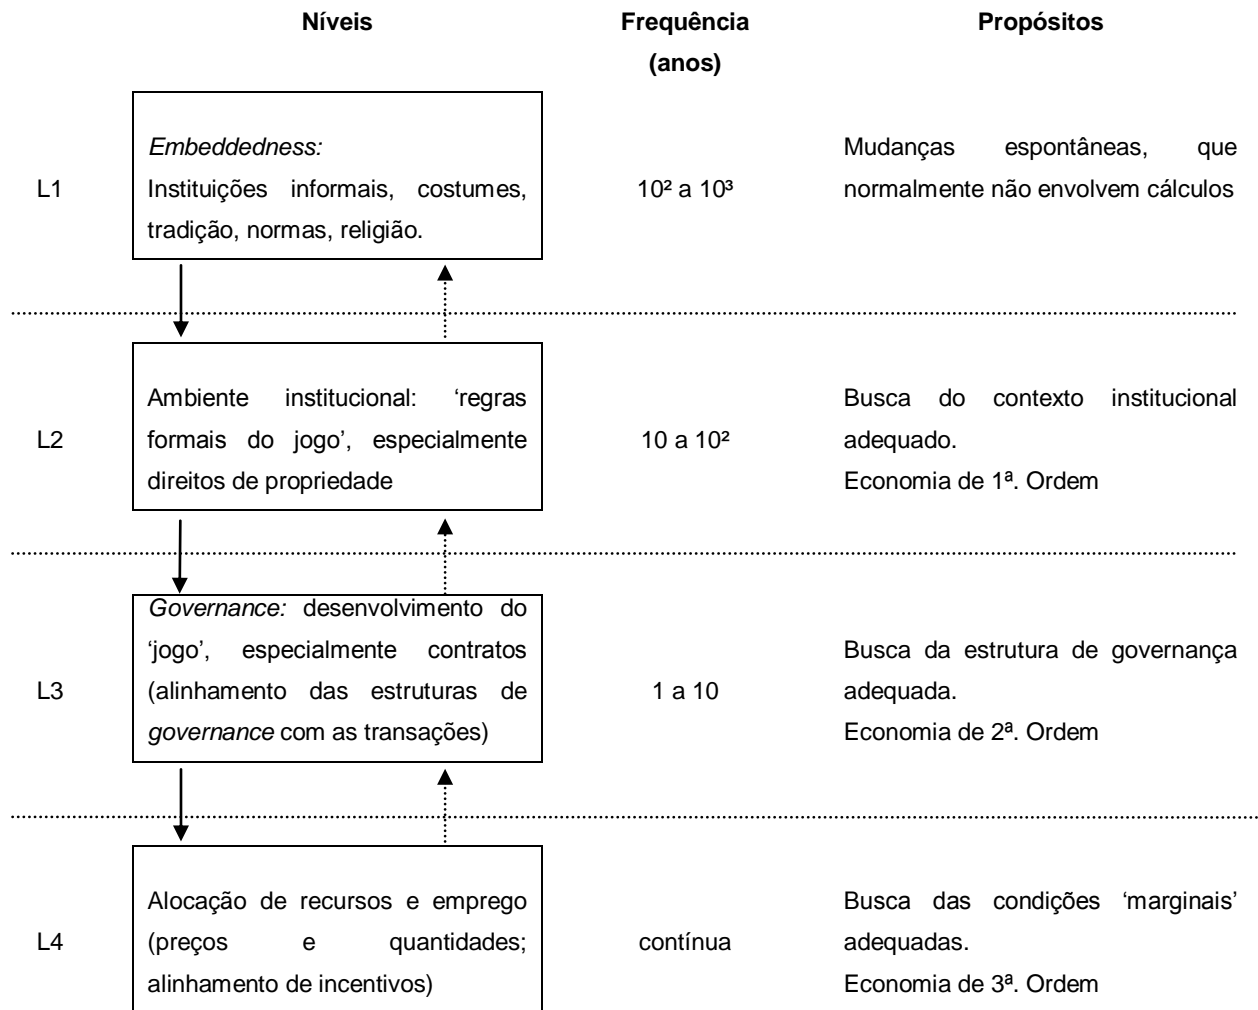 Níveis Frequência Propósitos
(anos)
Embeddedness:
L1 Instituições informais, costumes,
tradição, normas, religião.
10² a 10³
Mudanças espontâneas, que
normalmente não envolvem cálculos
L2
Ambiente institucional: ‘regras
formais do jogo’, especialmente
direitos de propriedade
10 a 10²
Busca do contexto institucional
adequado.
Economia de 1ª. Ordem
L3
Governance: desenvolvimento do
‘jogo’, especialmente contratos
(alinhamento das estruturas de
governance com as transações)
1 a 10
Busca da estrutura de governança
adequada.
Economia de 2ª. Ordem
L4
Alocação de recursos e emprego
(preços e quantidades;
alinhamento de incentivos)
contínua
Busca das condições ‘marginais’
adequadas.
Economia de 3ª. Ordem